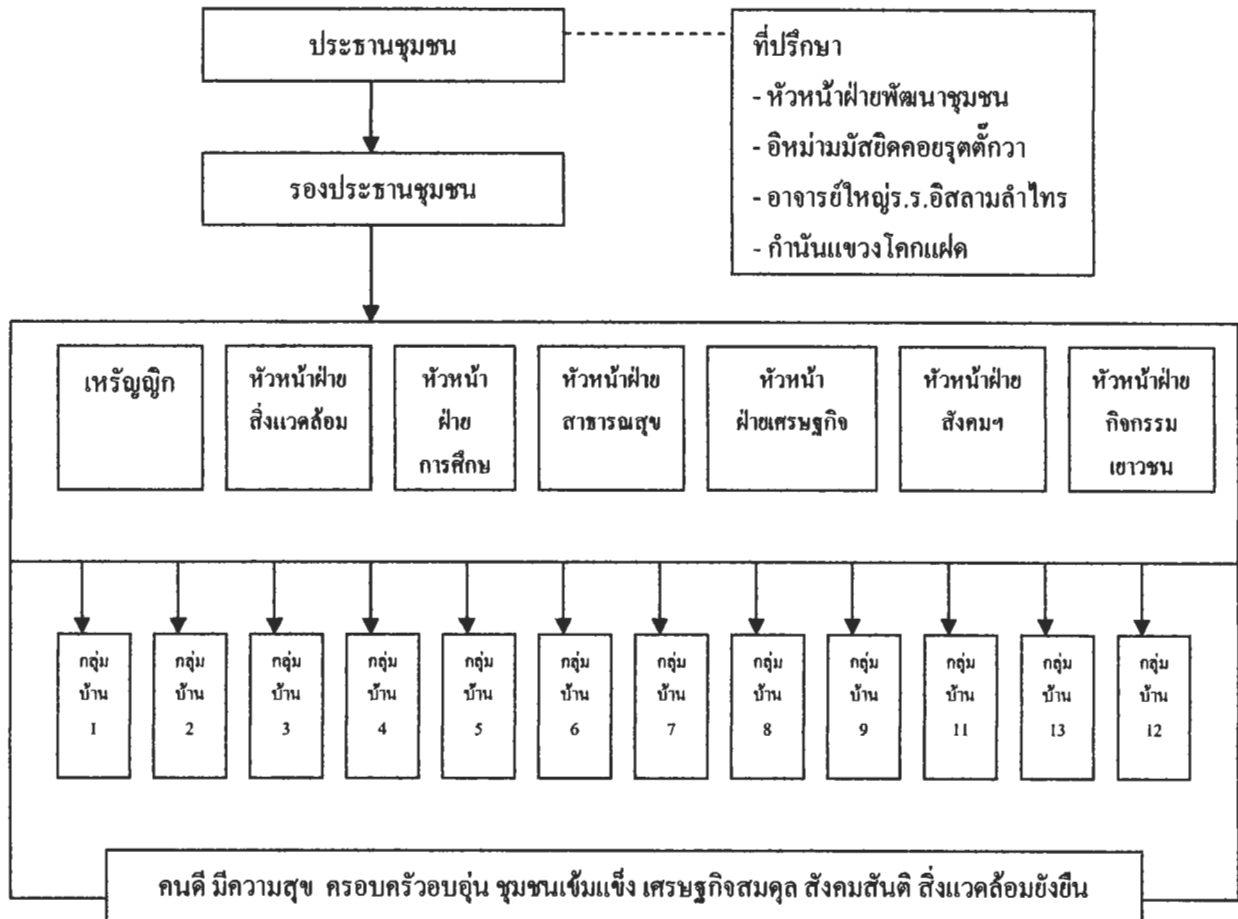 ประธานชุมชน
ที่ปรึกษา
- หัวหน้าฝ่ายพัฒนาชุมชน
- อิหม่ามมัสยิดคอยรุตตั๊กวา
- อาจารย์ใหญ่ร.ร.อิสลามลำไทร
- กำนันแขวงโคกแฝด
รองประธานชุมชน
เหรัญญิก
หัวหน้าฝ่าย
สิ่งแวดล้อม
หัวหน้า
ฝ่าย
การศึกษ
หัวหน้าฝ่าย
สาธารณสุข
หัวหน้า
ฝ่ายเศรษฐกิจ
หัวหน้าฝ่าย
สังคมฯ
หัวหน้าฝ่าย
กิจกรรม
เยาวชน
กลุ่ม
บ้าน
1
กลุ่ม
บ้าน
2
กลุ่ม
บ้าน
3
กลุ่ม
บ้าน
4
กลุ่ม
บ้าน
5
กลุ่ม
บ้าน
6
กลุ่ม
บ้าน
7
กลุ่ม
บ้าน
8
กลุ่ม
บ้าน
9
กลุ่ม
บ้าน
11
กลุ่ม
บ้าน
13
กลุ่ม
บ้าน
12
คนดี มีความสุข ครอบครัวอบอุ่น ชุมชนเข้มแข็ง เศรษฐกิจสมดุล สังคมสันติ สิ่งแวดล้อมยั่งยืน